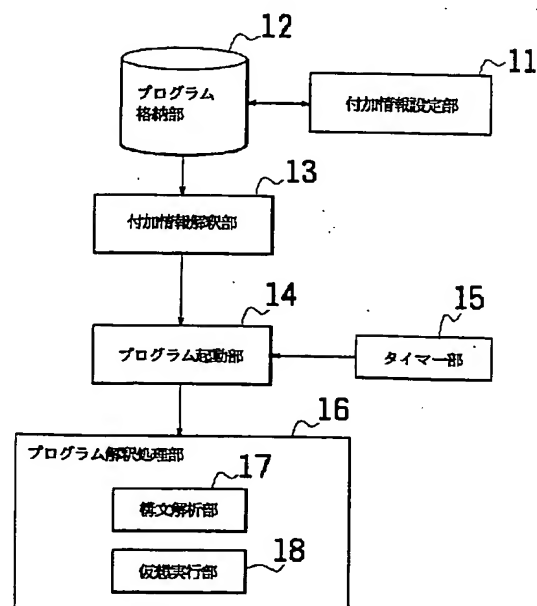 12
プログラム
格納部
11
付加情報設定部
13
付加情報解釈部
14
プログラム起動部
15
タイマー部
16
プログラム解釈処理部
17
構文解析部
18
仮想実行部